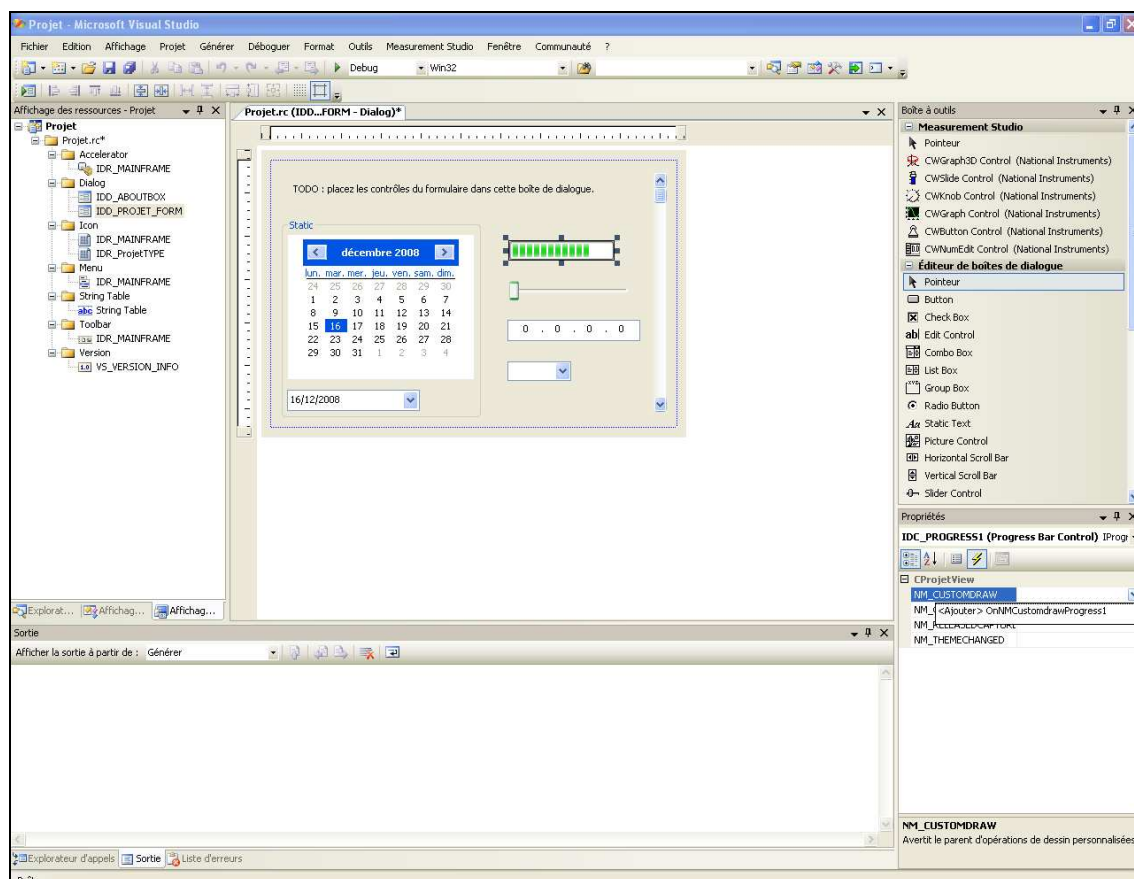 Projet - Microsoft Visual Studio
Fichier Edition Affichage Projet Générer Déboguer Format Outils Measurement Studio Fenêtre Communauté ?
Debug Win32
Affichage des ressources - Projet
Projet
Projet.rc*
Accelerator
IDR_MAINFRAME
Dialog
IDD_ABOUTBOX
IDD_PROJET_FORM
Icon
IDR_MAINFRAME
IDR_ProjetTYPE
Menu
IDR_MAINFRAME
String Table
abc String Table
Toolbar
IDR_MAINFRAME
Version
VS_VERSION_INFO
Explorat... Affichag... Affichag...
Projet.rc (IDD...FORM - Dialog)*
TODO : placez les contrôles du formulaire dans cette boîte de dialogue.
Static
décembre 2008
lun. mar. mer. jeu. ven. sam. dim.
24 25 26 27 28 29 30
1 2 3 4 5 6 7
8 9 10 11 12 13 14
15 16 17 18 19 20 21
22 23 24 25 26 27 28
29 30 31 1 2 3 4
16/12/2008
0 . 0 . 0 . 0
Boîte à outils
Measurement Studio
Pointeur
CWGraph3D Control (National Instruments)
CWSlide Control (National Instruments)
CWKnob Control (National Instruments)
CWGraph Control (National Instruments)
CWButton Control (National Instruments)
CWNumEdit Control (National Instruments)
Éditeur de boîtes de dialogue
Pointeur
Button
Check Box
ab| Edit Control
Combo Box
List Box
Group Box
Radio Button
Aa Static Text
Picture Control
Horizontal Scroll Bar
Vertical Scroll Bar
Slider Control
Propriétés
IDC_PROGRESS1 (Progress Bar Control) IProgr
CProjetView
NM_CUSTOMDRAW
<Ajouter> OnNMCustomdrawProgress1
NM_RELEASEDCAPTURE
NM_THEMECHANGED
NM_CUSTOMDRAW
Avertit le parent d'opérations de dessin personnalisées
Sortie
Afficher la sortie à partir de : Générer
Explorateur d'appels Sortie Liste d'erreurs